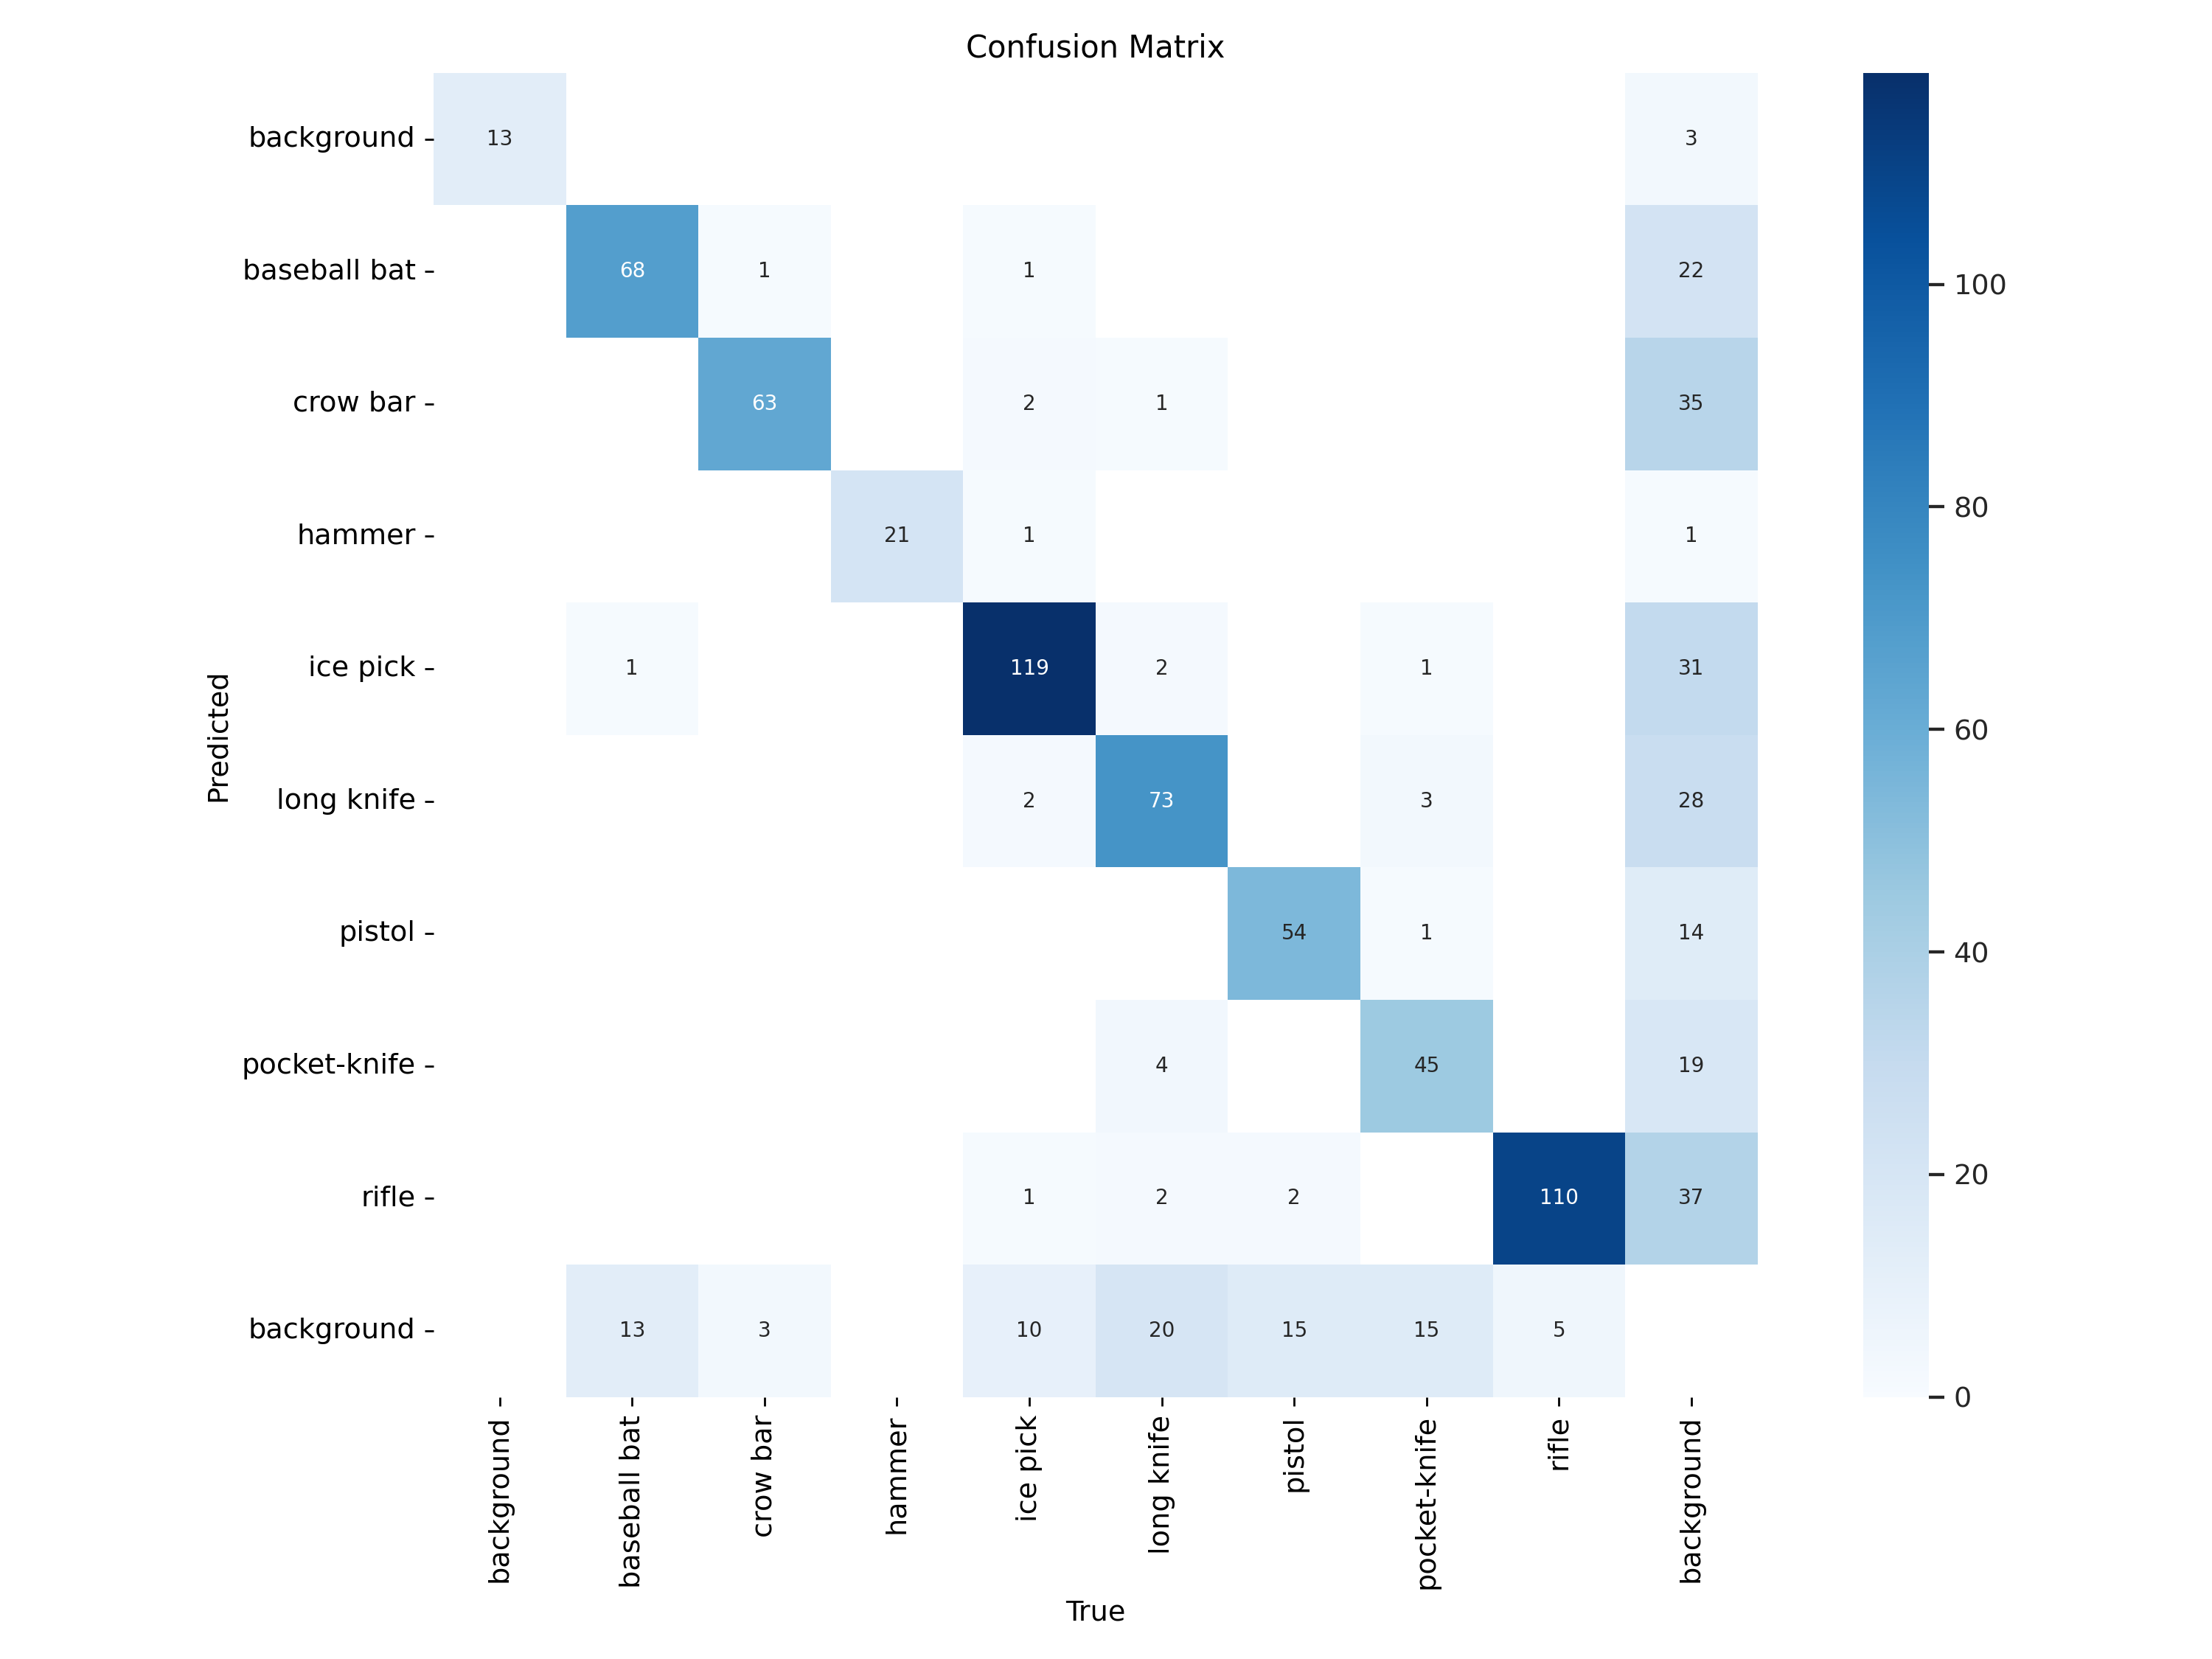 Confusion Matrix
background 13 3
baseball bat 68 1 1 22
100
crow bar 63 2 1 35
80
hammer 21 1 1
ice pick 1 119 2 1 31
60
Predicted
long knife 2 73 3 28
pistol 54 1 14
40
pocket-knife 4 45 19
20
rifle 1 2 2 110 37
background 13 3 10 20 15 15 5
0
background baseball bat crow bar hammer ice pick long knife pistol pocket-knife rifle background
True